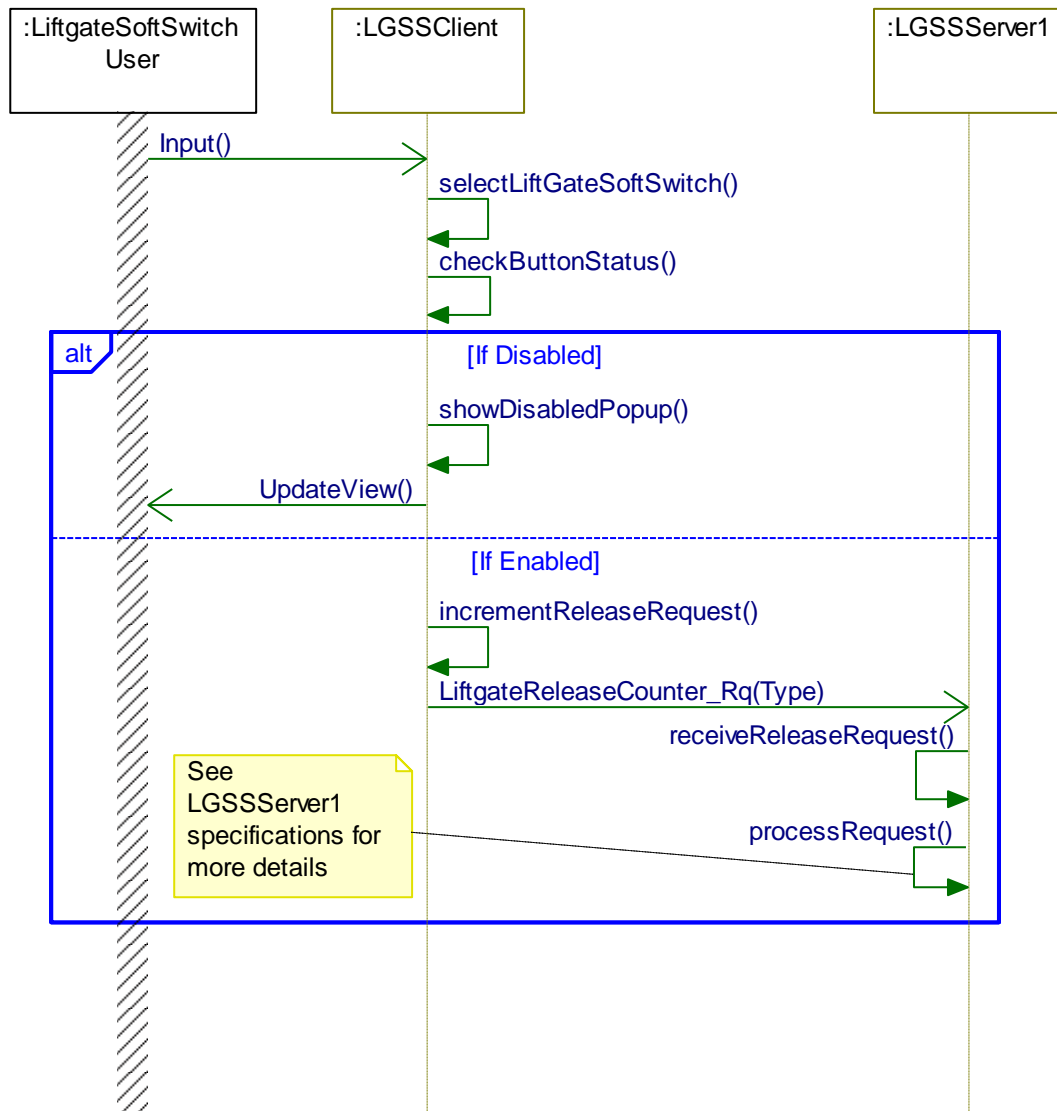 :LiftgateSoftSwitch
User
:LGSSClient
:LGSSServer1
Input()
selectLiftGateSoftSwitch()
checkButtonStatus()
alt
[If Disabled]
showDisabledPopup()
UpdateView()
[If Enabled]
incrementReleaseRequest()
LiftgateReleaseCounter_Rq(Type)
receiveReleaseRequest()
See
LGSSServer1
specifications for
more details
processRequest()